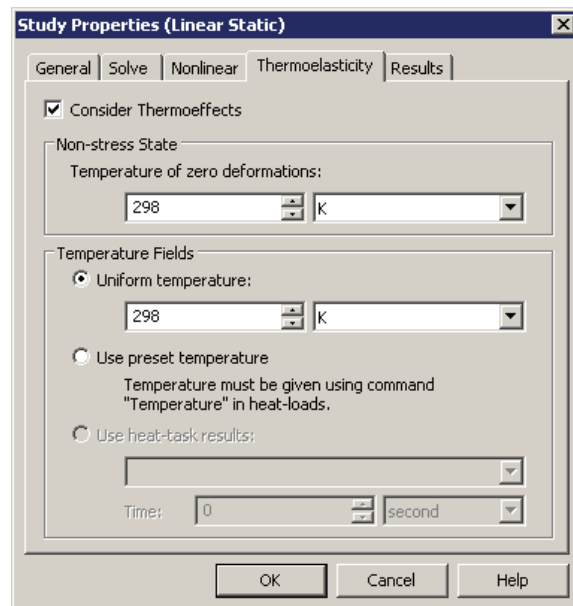 Study Properties (Linear Static)
General Solve Nonlinear Thermoelasticity Results
Consider Thermoeffects
Non-stress State
Temperature of zero deformations:
298 K
Temperature Fields
Uniform temperature:
298 K
Use preset temperature
Temperature must be given using command
"Temperature" in heat-loads.
Use heat-task results:
Time: 0 second
OK Cancel Help